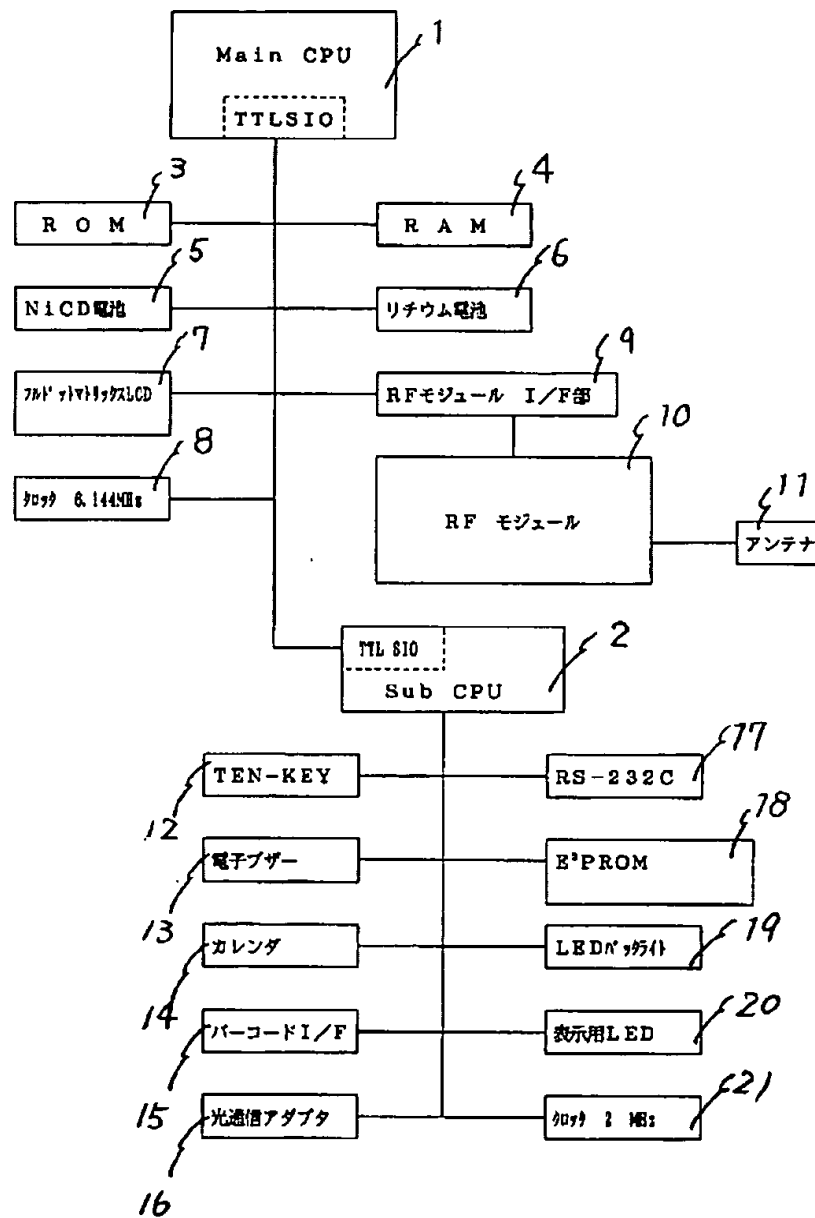 1
Main CPU
TTLSIO
3
ROM
4
RAM
5
NiCD電池
6
リチウム電池
7
フルドットマトリックスLCD
9
RFモジュール I/F部
8
クロック 6.144MHz
10
RF モジュール
11
アンテナ
TTL SIO
2
Sub CPU
12
TEN-KEY
17
RS-232C
13
電子ブザー
18
E²PROM
14
カレンダ
19
LEDバックライト
15
バーコードI/F
20
表示用LED
16
光通信アダプタ
21
クロック 2 MHz